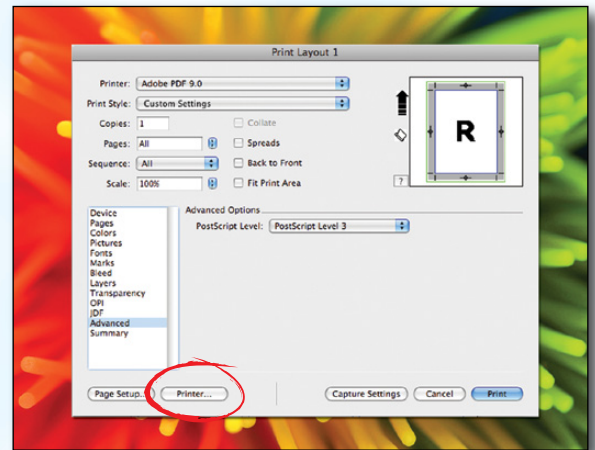 Print Layout 1
Printer: Adobe PDF 9.0
Print Style: Custom Settings
Copies: 1 Collate
Pages: All Spreads
Sequence: All Back to Front
Scale: 100% Fit Print Area
R
?
Device
Pages
Colors
Pictures
Fonts
Marks
Bleed
Layers
Transparency
OPI
JDF
Advanced
Summary
Advanced Options
PostScript Level: PostScript Level 3
Page Setup... Printer... Capture Settings Cancel Print